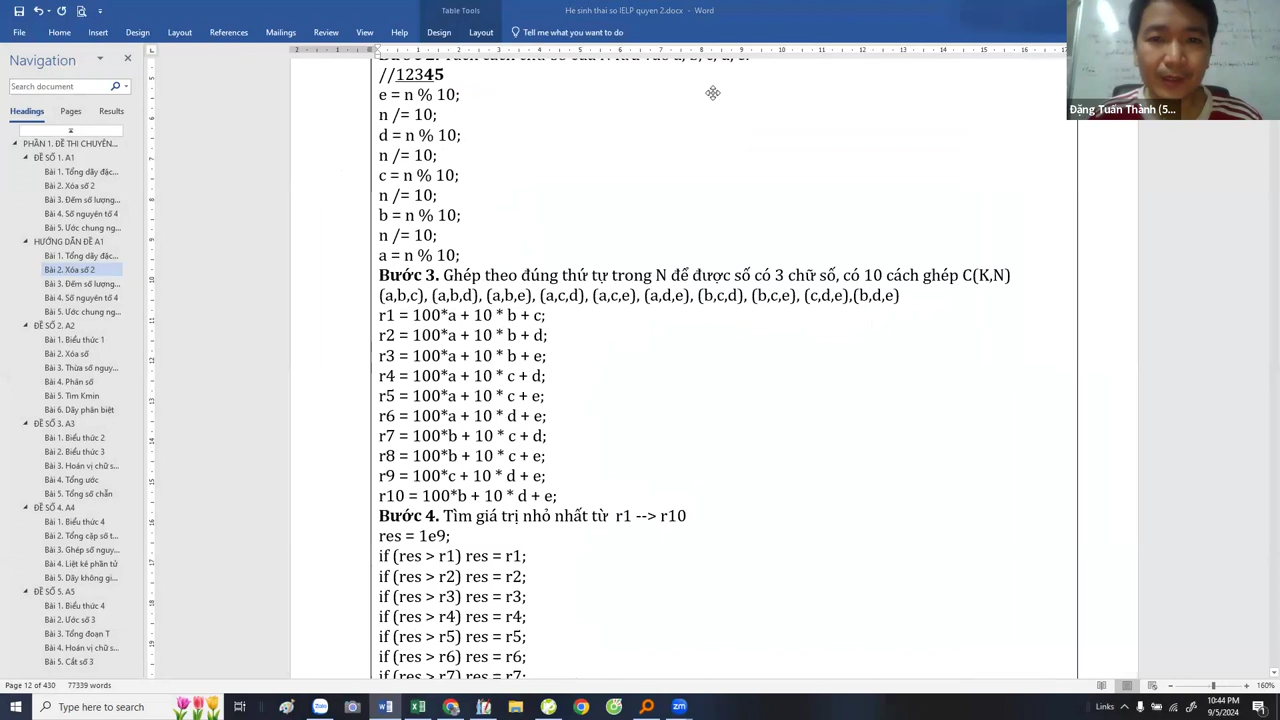 Table Tools
He sinh thai so IELP quyen 2.docx - Word
File
Home
Insert
Design
Layout
References
Mailings
Review
View
Help
Design
Layout
Tell me what you want to do
Navigation
Search document
Headings
Pages
Results
PHẦN 1. ĐỀ THI CHUYÊN...
ĐỀ SỐ 1. A1
Bài 1. Tổng dãy đặc...
Bài 2. Xóa số 2
Bài 3. Đếm số lượng...
Bài 4. Số nguyên tố 4
Bài 5. Ước chung ng...
HƯỚNG DẪN ĐỀ A1
Bài 1. Tổng dãy đặc...
Bài 2. Xóa số 2
Bài 3. Đếm số lượng...
Bài 4. Số nguyên tố 4
Bài 5. Ước chung ng...
ĐỀ SỐ 2. A2
Bài 1. Biểu thức 1
Bài 2. Xóa số
Bài 3. Thừa số nguy...
Bài 4. Phân số
Bài 5. Tìm Kmin
Bài 6. Dãy phân biệt
ĐỀ SỐ 3. A3
Bài 1. Biểu thức 2
Bài 2. Biểu thức 3
Bài 3. Hoán vị chữ s...
Bài 4. Tổng ước
Bài 5. Tổng số chẵn
ĐỀ SỐ 4. A4
Bài 1. Biểu thức 4
Bài 2. Tổng cặp số t...
Bài 3. Ghép số nguy...
Bài 4. Liệt kê phần tử
Bài 5. Dãy không gi...
ĐỀ SỐ 5. A5
Bài 1. Biểu thức 4
Bài 2. Ước số 3
Bài 3. Tổng đoạn T
Bài 4. Hoán vị chữ s...
Bài 5. Cắt số 3
//12345
e = n % 10;
n /= 10;
d = n % 10;
n /= 10;
c = n % 10;
n /= 10;
b = n % 10;
n /= 10;
a = n % 10;
Bước 3. Ghép theo đúng thứ tự trong N để được số có 3 chữ số, có 10 cách ghép C(K,N)
(a,b,c), (a,b,d), (a,b,e), (a,c,d), (a,c,e), (a,d,e), (b,c,d), (b,c,e), (c,d,e),(b,d,e)
r1 = 100*a + 10 * b + c;
r2 = 100*a + 10 * b + d;
r3 = 100*a + 10 * b + e;
r4 = 100*a + 10 * c + d;
r5 = 100*a + 10 * c + e;
r6 = 100*a + 10 * d + e;
r7 = 100*b + 10 * c + d;
r8 = 100*b + 10 * c + e;
r9 = 100*c + 10 * d + e;
r10 = 100*b + 10 * d + e;
Bước 4. Tìm giá trị nhỏ nhất từ r1 --> r10
res = 1e9;
if (res > r1) res = r1;
if (res > r2) res = r2;
if (res > r3) res = r3;
if (res > r4) res = r4;
if (res > r5) res = r5;
if (res > r6) res = r6;
if (res > r7) res = r7;
Đặng Tuấn Thành (5...
Page 12 of 430
77339 words
160%
Type here to search
10:44 PM
9/27/2024